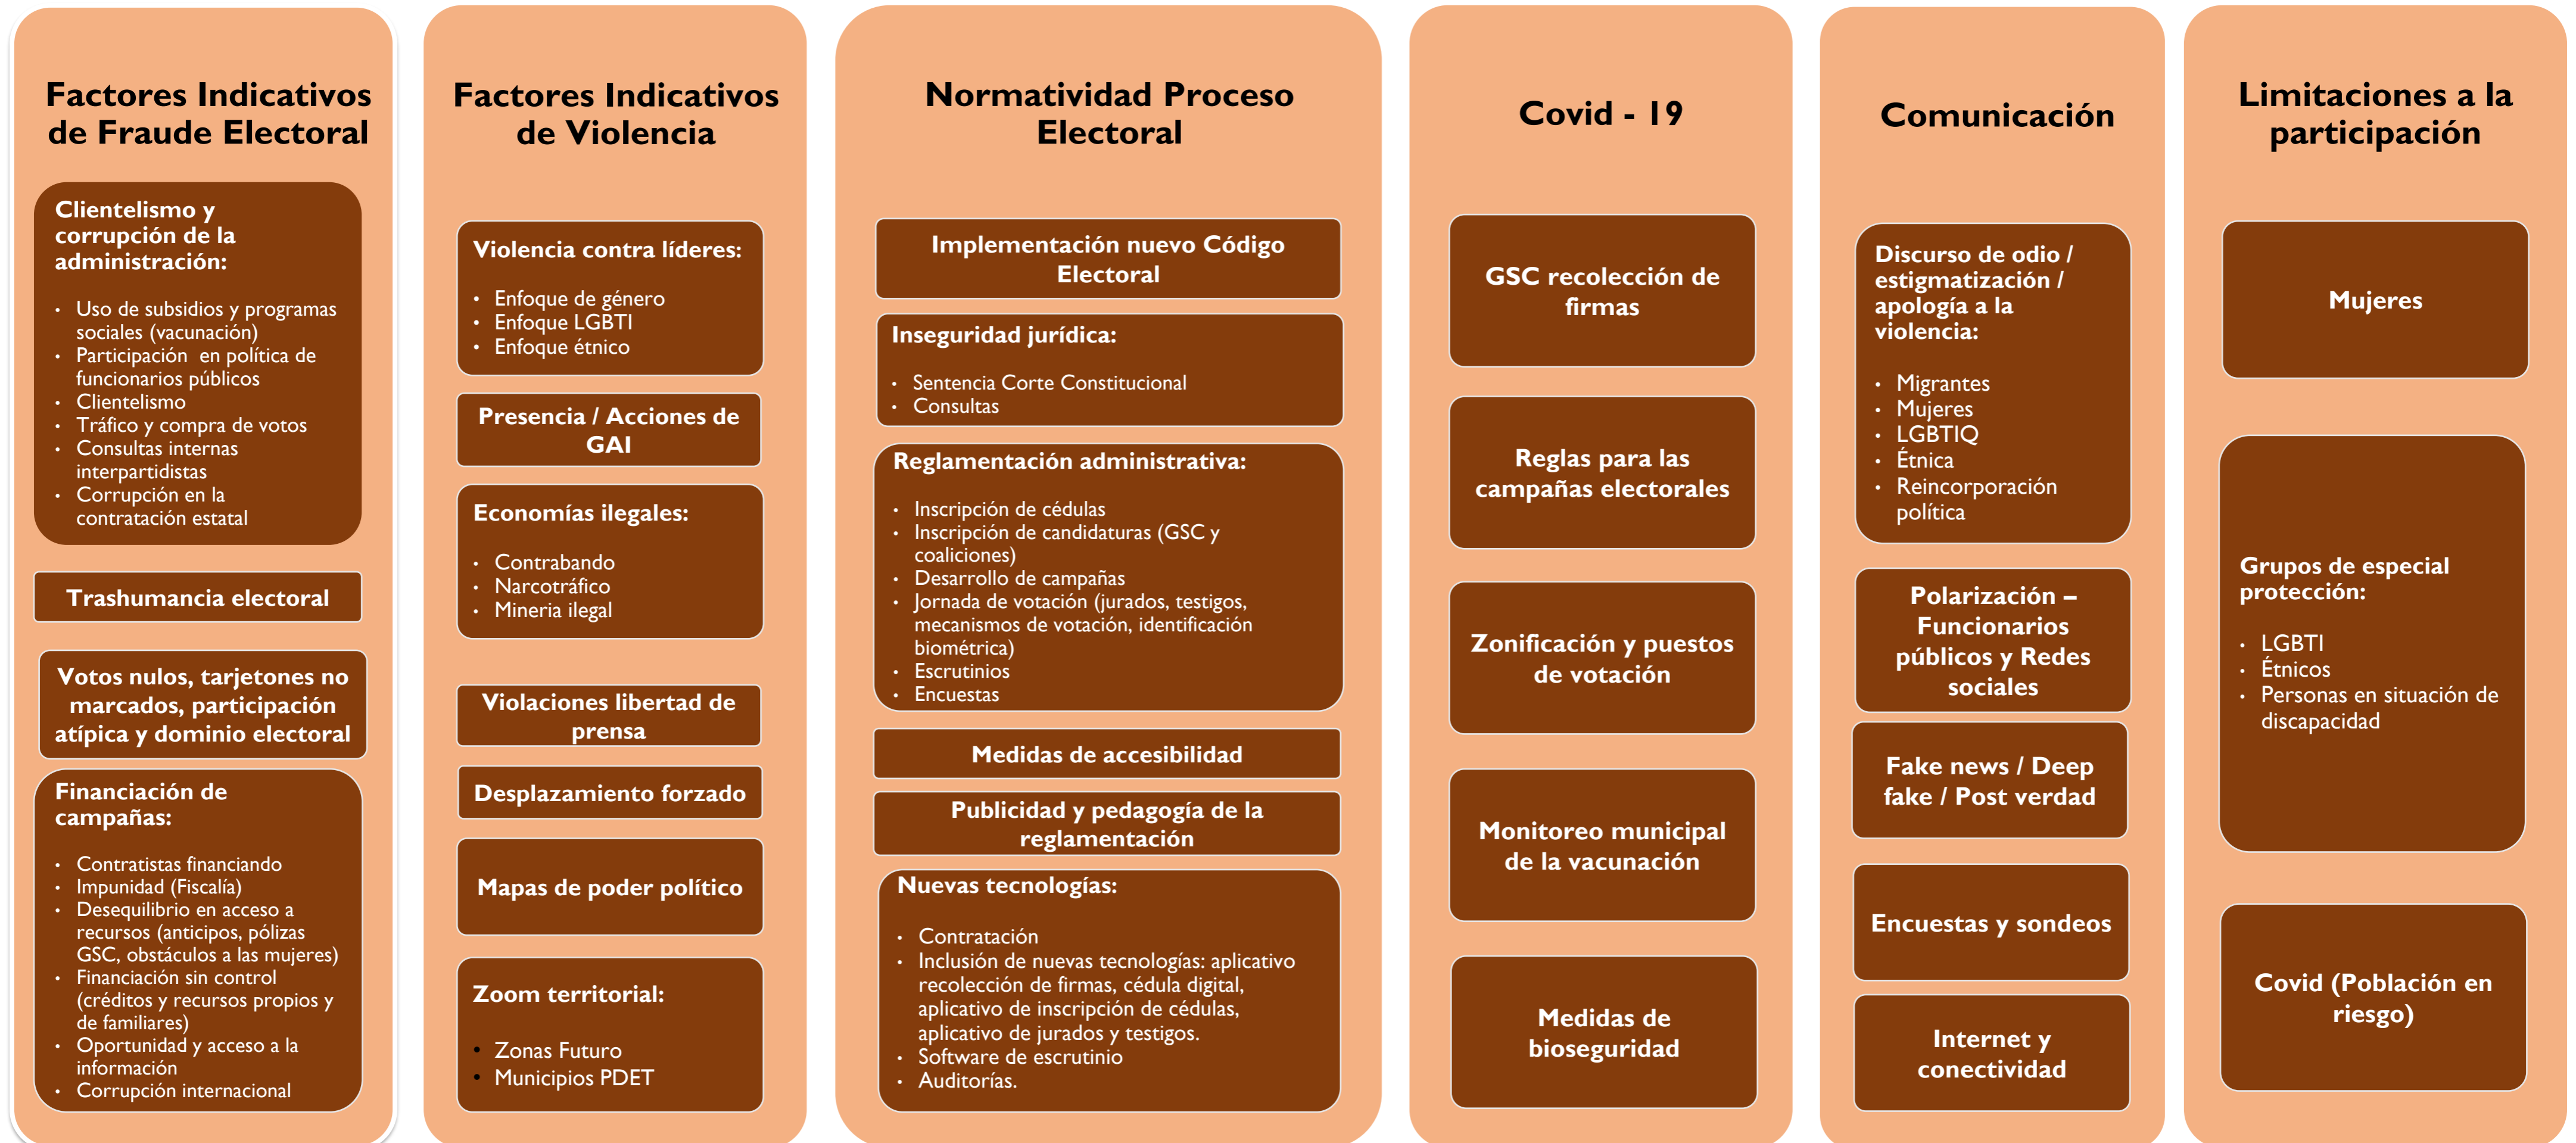 Factores Indicativos
de Fraude Electoral
Clientelismo y
corrupción de la
administración:
• Uso de subsidios y programas
sociales (vacunación)
• Participación en política de
funcionarios públicos
• Clientelismo
• Tráfico y compra de votos
• Consultas internas
interpartidistas
• Corrupción en la
contratación estatal
Trashumancia electoral
Votos nulos, tarjetones no
marcados, participación
atípica y dominio electoral
Financiación de
campañas:
• Contratistas financiando
• Impunidad (Fiscalía)
• Desequilibrio en acceso a
recursos (anticipos, pólizas
GSC, obstáculos a las mujeres)
• Financiación sin control
(créditos y recursos propios y
de familiares)
• Oportunidad y acceso a la
información
• Corrupción internacional
Factores Indicativos
de Violencia
Violencia contra líderes:
• Enfoque de género
• Enfoque LGBTI
• Enfoque étnico
Presencia / Acciones de
GAI
Economías ilegales:
• Contrabando
• Narcotráfico
• Mineria ilegal
Violaciones libertad de
prensa
Desplazamiento forzado
Mapas de poder político
Zoom territorial:
• Zonas Futuro
• Municipios PDET
Normatividad Proceso
Electoral
Implementación nuevo Código
Electoral
Inseguridad jurídica:
• Sentencia Corte Constitucional
• Consultas
Reglamentación administrativa:
• Inscripción de cédulas
• Inscripción de candidaturas (GSC y
coaliciones)
• Desarrollo de campañas
• Jornada de votación (jurados, testigos,
mecanismos de votación, identificación
biométrica)
• Escrutinios
• Encuestas
Medidas de accesibilidad
Publicidad y pedagogía de la
reglamentación
Nuevas tecnologías:
• Contratación
• Inclusión de nuevas tecnologías: aplicativo
recolección de firmas, cédula digital,
aplicativo de inscripción de cédulas,
aplicativo de jurados y testigos.
• Software de escrutinio
• Auditorías.
Covid - 19
GSC recolección de
firmas
Reglas para las
campañas electorales
Zonificación y puestos
de votación
Monitoreo municipal
de la vacunación
Medidas de
bioseguridad
Comunicación
Discurso de odio /
estigmatización /
apología a la
violencia:
• Migrantes
• Mujeres
• LGBTIQ
• Étnica
• Reincorporación
política
Polarización –
Funcionarios
públicos y Redes
sociales
Fake news / Deep
fake / Post verdad
Encuestas y sondeos
Internet y
conectividad
Limitaciones a la
participación
Mujeres
Grupos de especial
protección:
• LGBTI
• Étnicos
• Personas en situación de
discapacidad
Covid (Población en
riesgo)